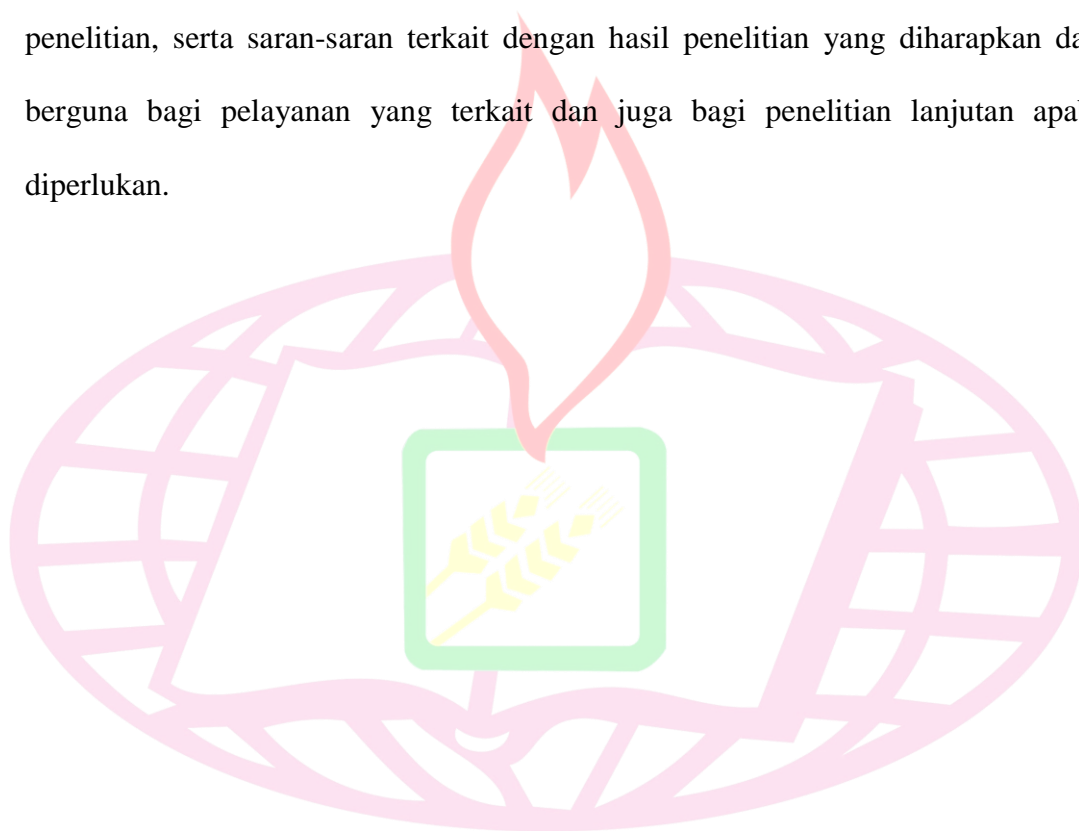 penelitian, serta saran-saran terkait dengan hasil penelitian yang diharapkan da
berguna bagi pelayanan yang terkait dan juga bagi penelitian lanjutan apa
diperlukan.